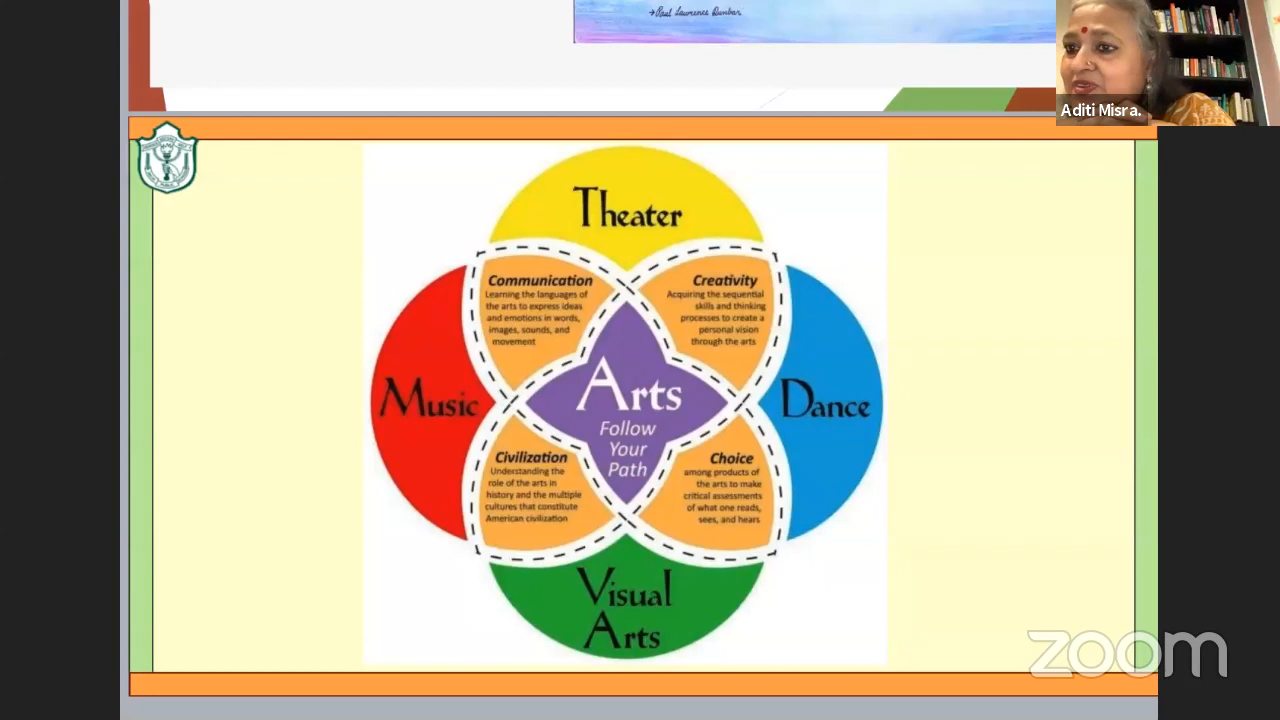 →Paul Lawrence Dunbar
Aditi Misra.
Theater
Communication
Learning the languages of
the arts to express ideas
and emotions in words,
images, sounds, and
movement
Creativity
Acquiring the sequential
skills and thinking
processes to create a
personal vision
through the arts
Music
Arts
Follow
Your
Path
Dance
Civilization
Understanding the
role of the arts in
history and the multiple
cultures that constitute
American civilization
Choice
among products of
the arts to make
critical assessments
of what one reads,
sees, and hears
Visual
Arts
zoom